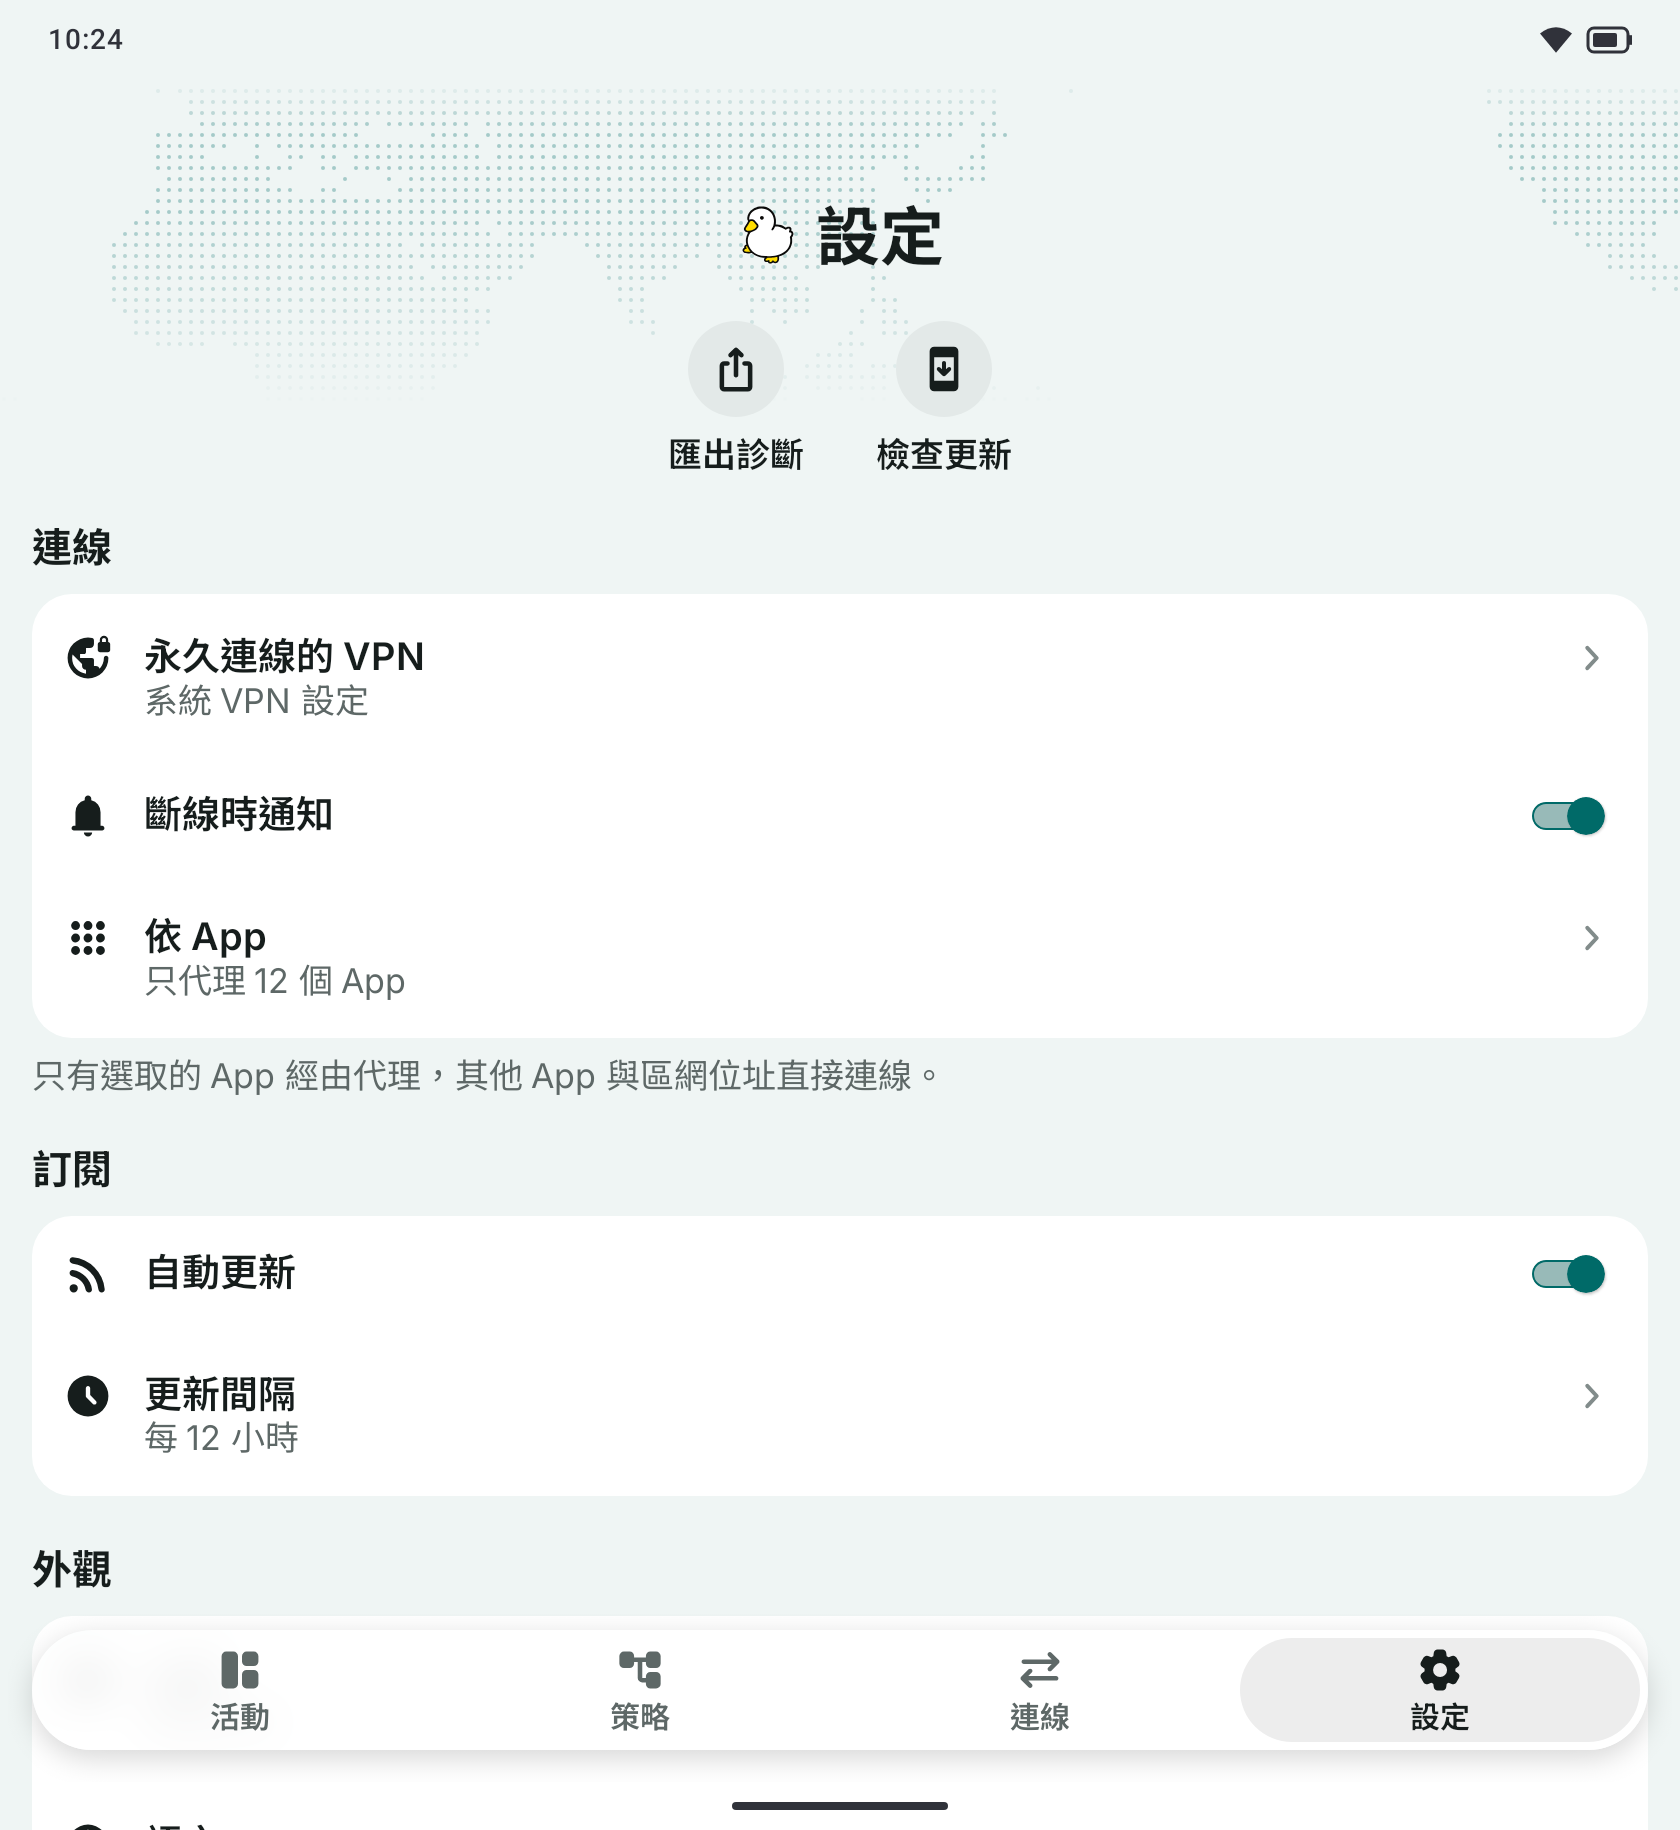 10:24
設定
匯出診斷
檢查更新
連線
永久連線的 VPN
系統 VPN 設定
斷線時通知
依 App
只代理 12 個 App
只有選取的 App 經由代理，其他 App 與區網位址直接連線。
訂閱
自動更新
更新間隔
每 12 小時
外觀
活動
策略
連線
設定